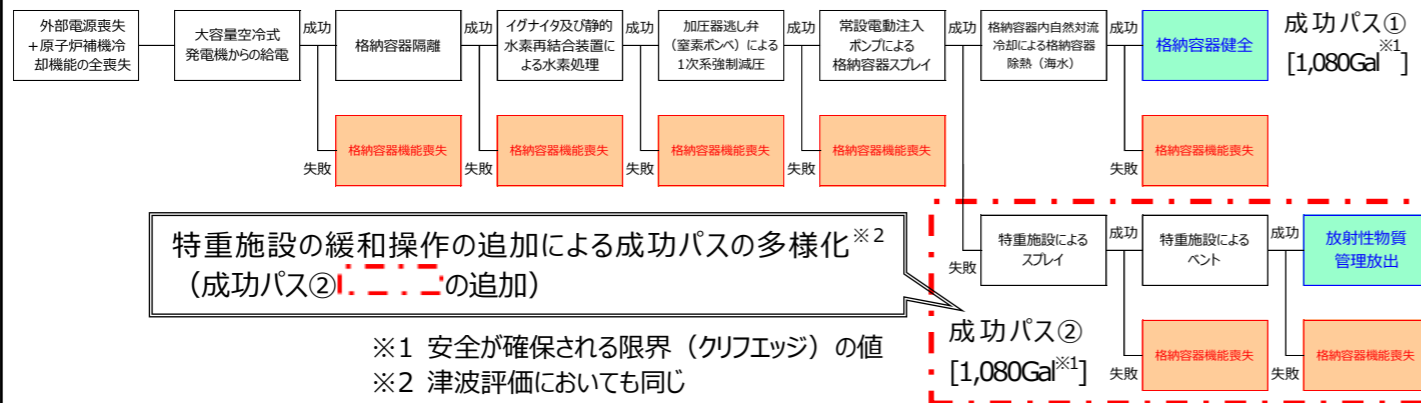 外部電源喪失
+原子炉補機冷
却機能の全喪失
大容量空冷式
発電機からの給電
成功
格納容器隔離
成功
イグナイタ及び静的
水素再結合装置に
よる水素処理
成功
加圧器逃し弁
（窒素ボンベ）による
1次系強制減圧
成功
常設電動注入
ポンプによる
格納容器スプレイ
成功
格納容器内自然対流
冷却による格納容器
除熱（海水）
成功
格納容器健全
成功パス①
[1,080Gal※1]
失敗
格納容器機能喪失
失敗
格納容器機能喪失
失敗
格納容器機能喪失
失敗
格納容器機能喪失
失敗
格納容器機能喪失
特重施設の緩和操作の追加による成功パスの多様化※2
（成功パス②の追加）
失敗
特重施設による
スプレイ
成功
特重施設による
ベント
成功
放射性物質
管理放出
成功パス②
[1,080Gal※1]
失敗
格納容器機能喪失
失敗
格納容器機能喪失
※1 安全が確保される限界（クリフエッジ）の値
※2 津波評価においても同じ